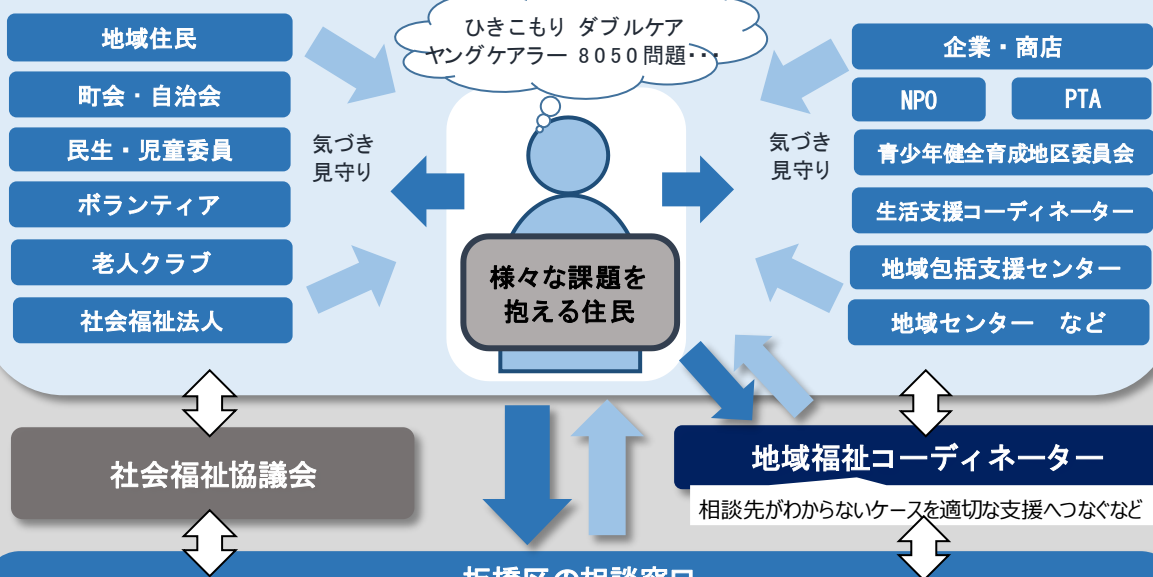 ひきこもり ダブルケア
ヤングケアラー 8050問題・・・
地域住民
町会・自治会
民生・児童委員
ボランティア
老人クラブ
社会福祉法人
気づき
見守り
様々な課題を
抱える住民
気づき
見守り
企業・商店
NPO
PTA
青少年健全育成地区委員会
生活支援コーディネーター
地域包括支援センター
地域センター など
社会福祉協議会
地域福祉コーディネーター
相談先がわからないケースを適切な支援へつなぐなど
板橋区の相談窓口